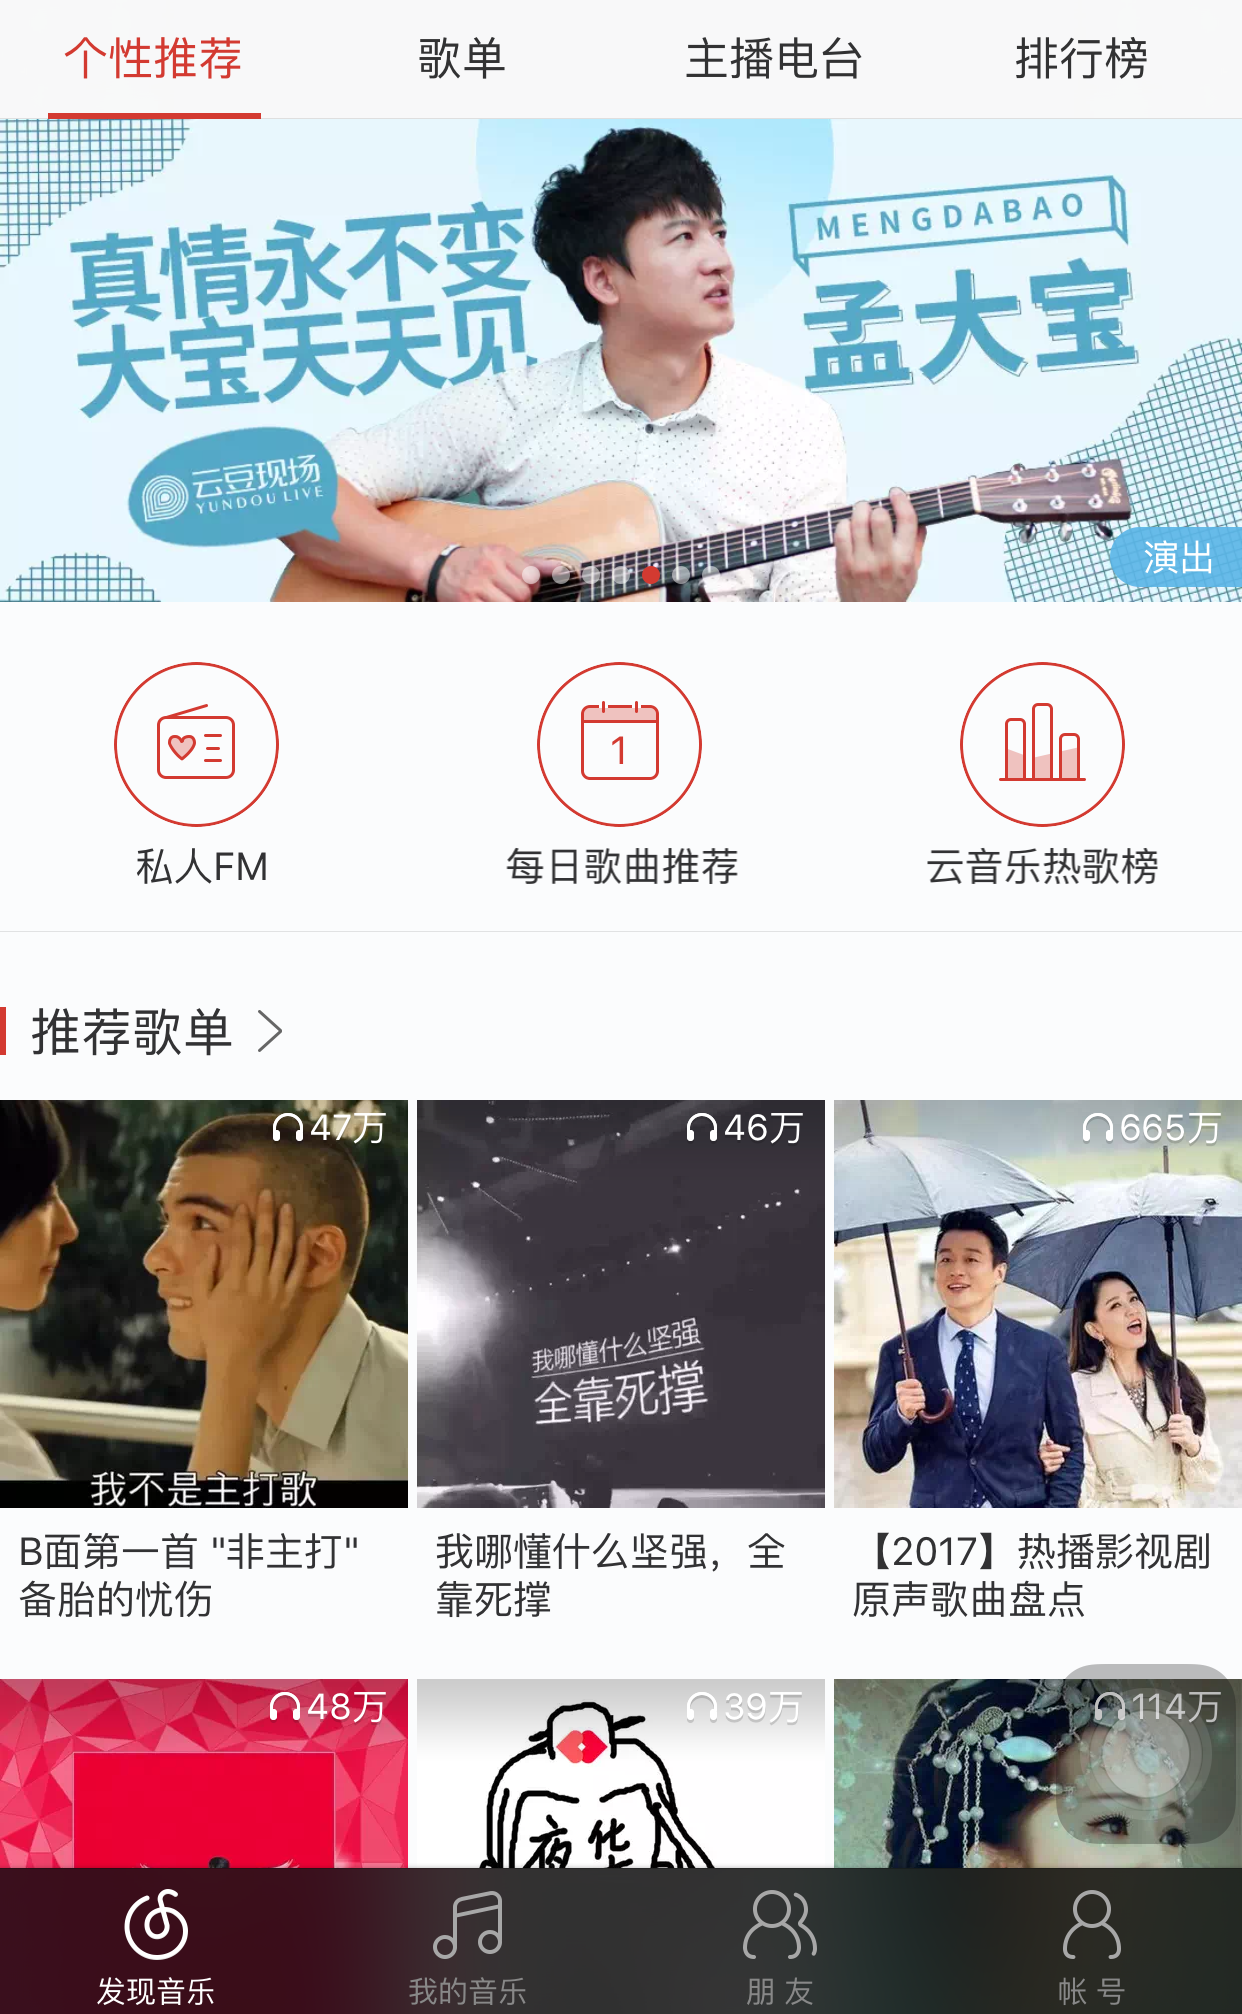 个性推荐
歌单
主播电台
排行榜
真情永不变
大宝天天见
MENGDABAO
孟大宝
云豆现场
YUNDOU LIVE
演出
1
私人FM
每日歌曲推荐
云音乐热歌榜
推荐歌单
47万
46万
665万
我不是主打歌
我哪懂什么坚强
全靠死撑
B面第一首 "非主打"
备胎的忧伤
我哪懂什么坚强，全
靠死撑
【2017】热播影视剧
原声歌曲盘点
48万
39万
114万
夜华
发现音乐
我的音乐
朋 友
帐 号